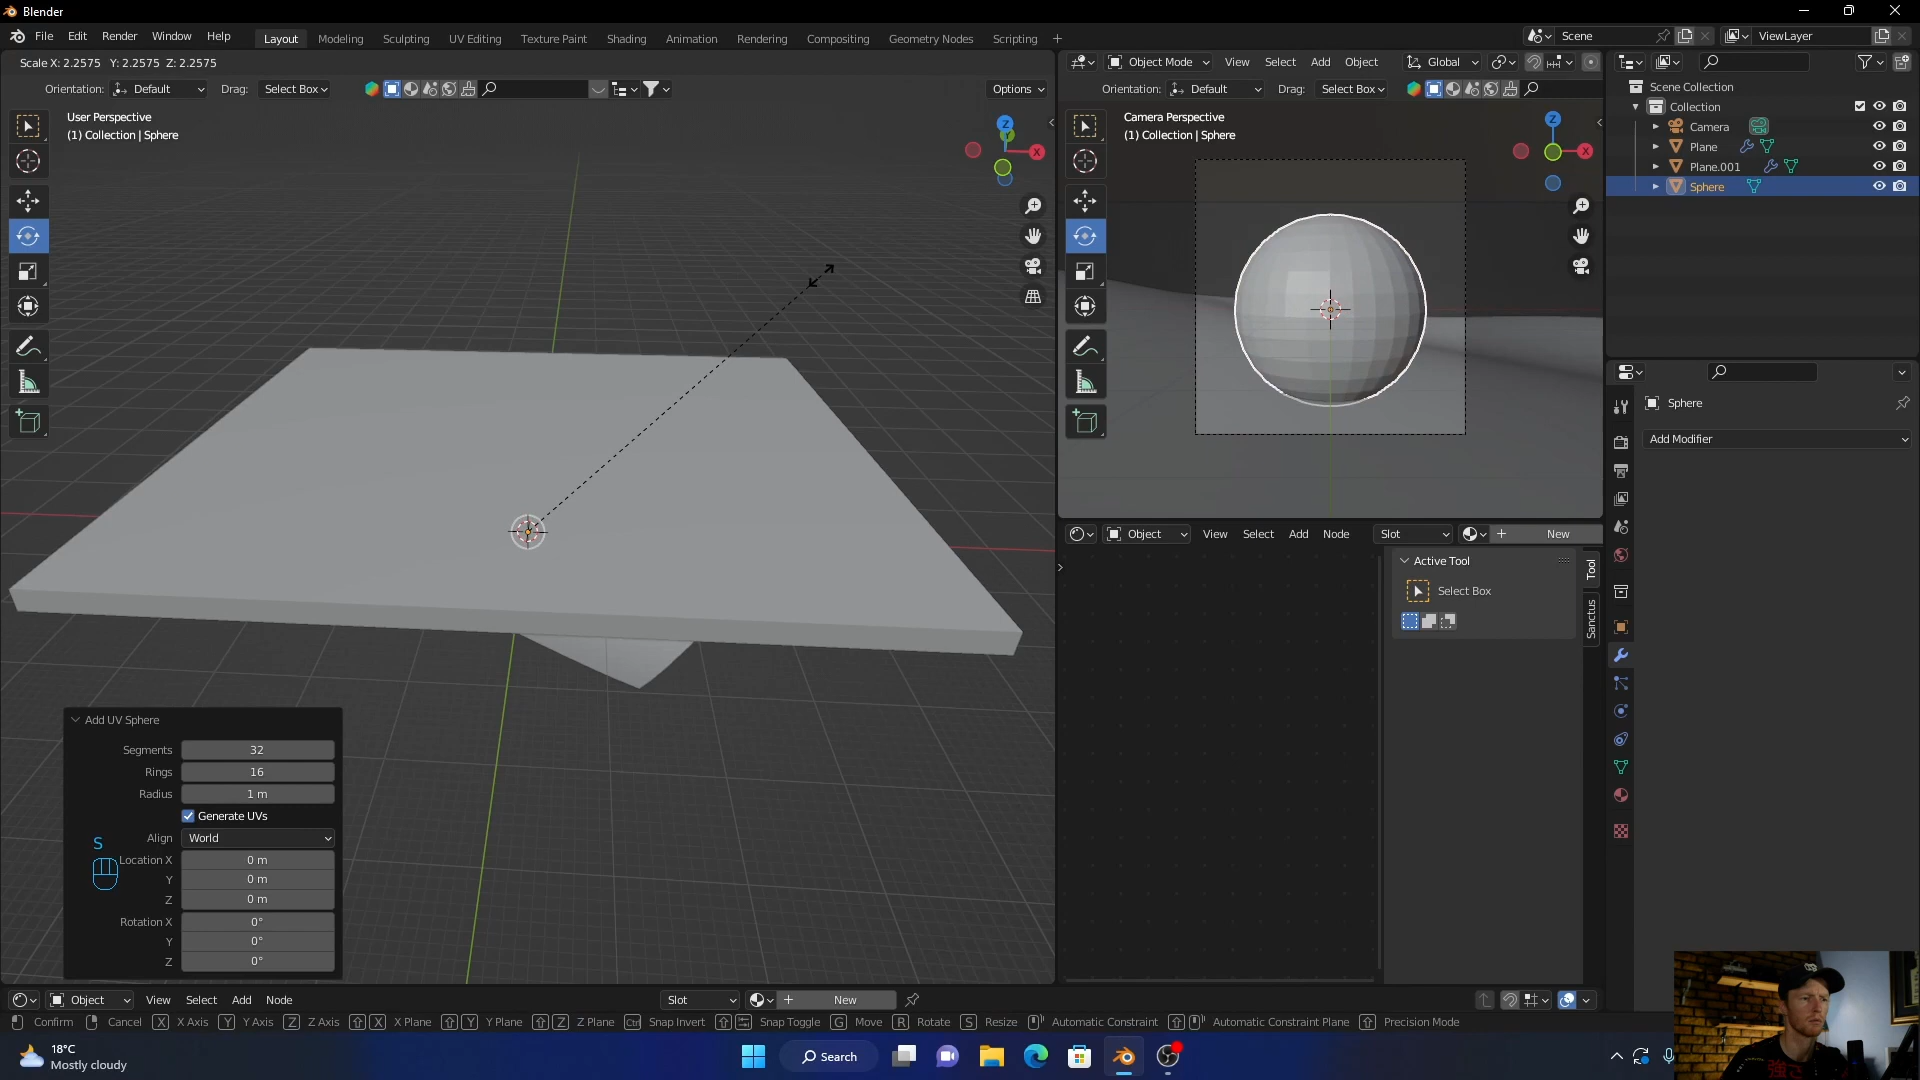 Blender
File Edit Render Window Help
Layout Modeling Sculpting UV Editing Texture Paint Shading Animation Rendering Compositing Geometry Nodes Scripting
Scene
ViewLayer
Scale X: 2.2575 Y: 2.2575 Z: 2.2575
Object Mode View Select Add Object Global
Orientation: Default Drag: Select Box
Options
Orientation: Default Drag: Select Box
Scene Collection
Collection
Camera
Plane
Plane.001
Sphere
User Perspective
(1) Collection | Sphere
Z
Y
X
Camera Perspective
(1) Collection | Sphere
Z
X
Sphere
Add Modifier
Object View Select Add Node Slot New
Active Tool
Select Box
Tool
Sanctus
Add UV Sphere
Segments 32
Rings 16
Radius 1 m
Generate UVs
Align World
S
Location X 0 m
Y 0 m
Z 0 m
Rotation X 0°
Y 0°
Z 0°
Object View Select Add Node Slot New
Confirm Cancel X X Axis Y Y Axis Z Z Axis X X Plane Y Y Plane Z Z Plane Ctrl Snap Invert Snap Toggle G Move R Rotate S Resize Automatic Constraint Automatic Constraint Plane Precision Mode
18°C
Mostly cloudy
Search